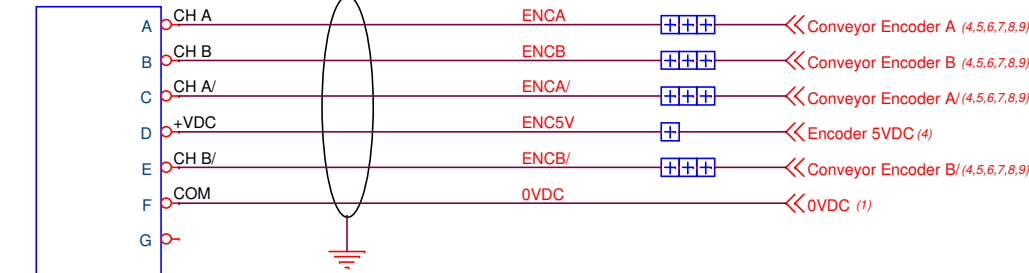 A CH A ENCA Conveyor Encoder A (4,5,6,7,8,9)
B CH B ENCB Conveyor Encoder B (4,5,6,7,8,9)
C CH A/ ENCA/ Conveyor Encoder A/ (4,5,6,7,8,9)
D +VDC ENC5V Encoder 5VDC (4)
E CH B/ ENCB/ Conveyor Encoder B/ (4,5,6,7,8,9)
F COM 0VDC 0VDC (1)
G